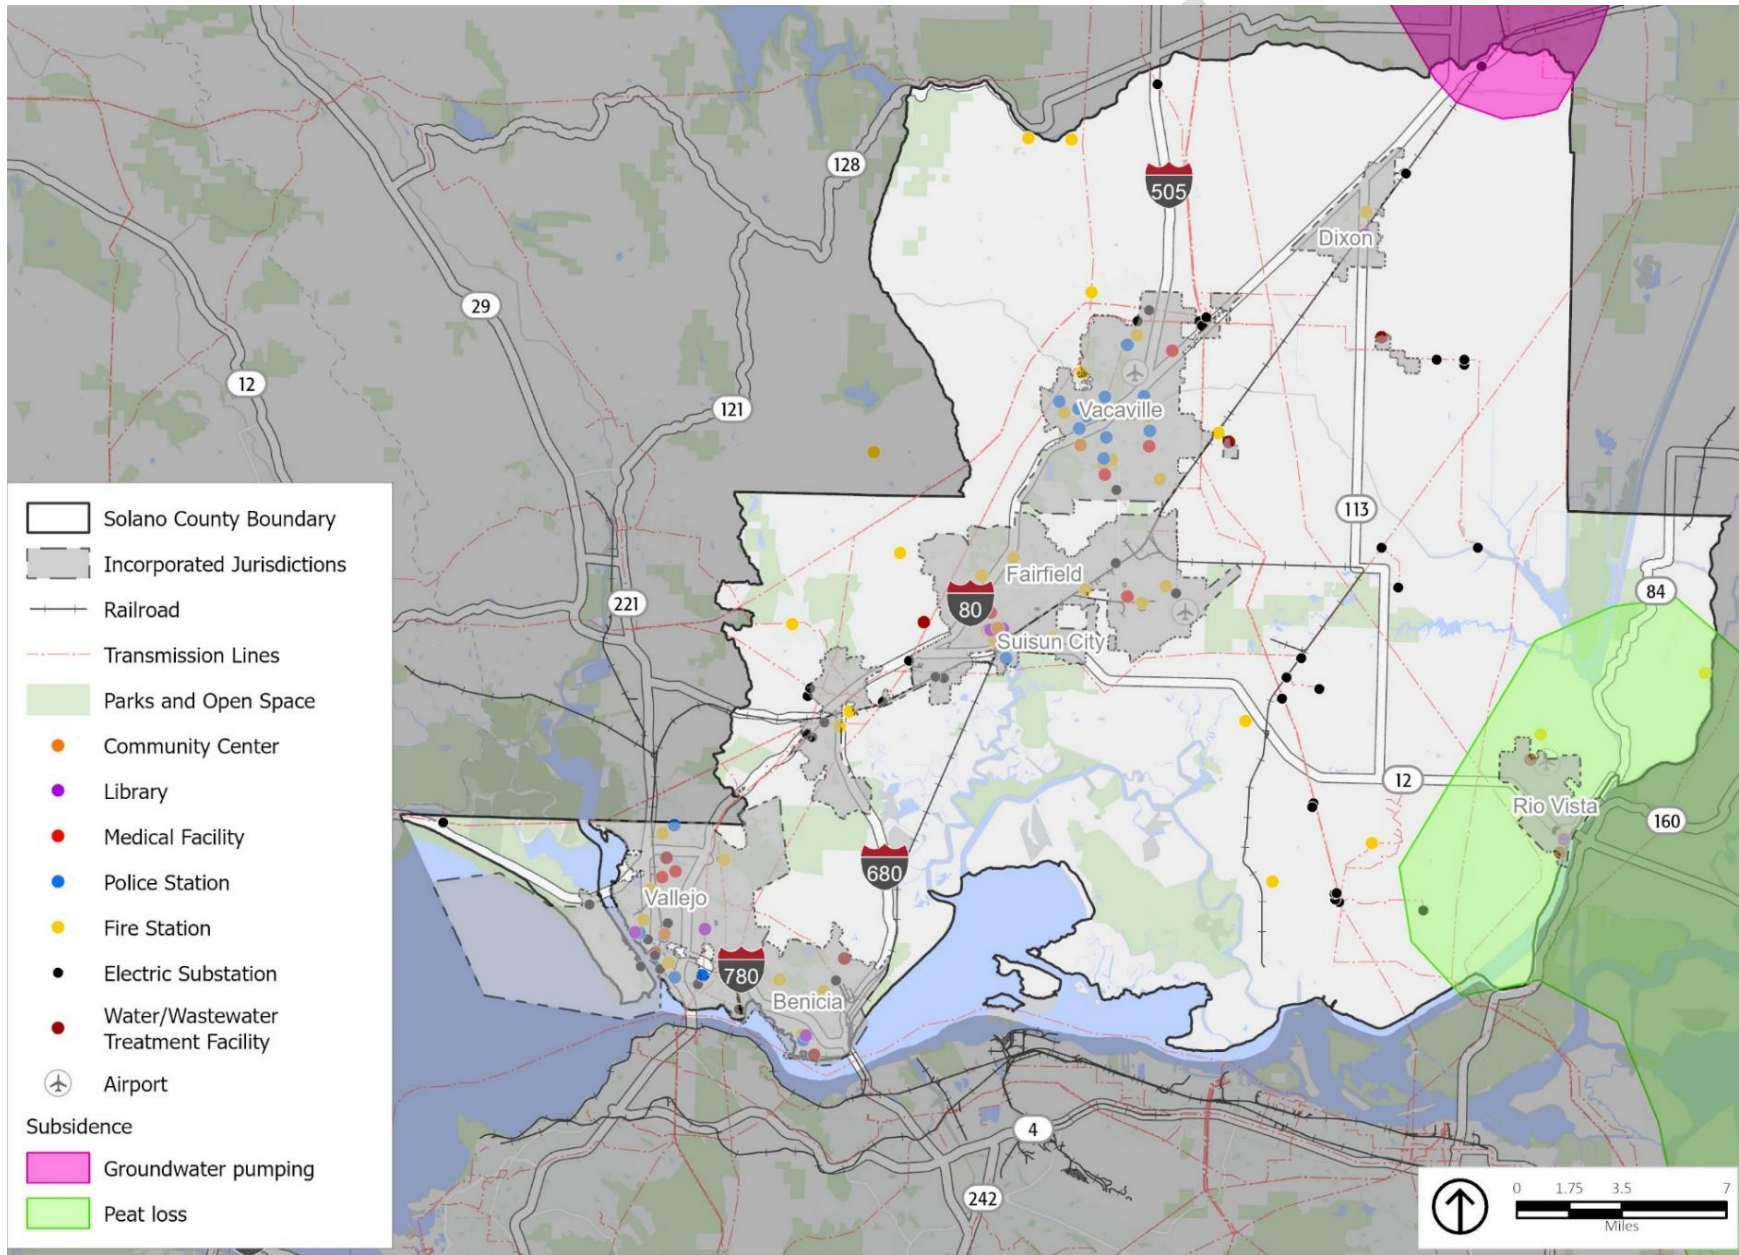 128
505
Dixon
29
12
121
Vacaville
113
Fairfield
84
221
80
Suisun City
12
Rio Vista
160
680
Vallejo
780
Benicia
4
242
Solano County Boundary
Incorporated Jurisdictions
Railroad
Transmission Lines
Parks and Open Space
Community Center
Library
Medical Facility
Police Station
Fire Station
Electric Substation
Water/Wastewater
Treatment Facility
Airport
Subsidence
Groundwater pumping
Peat loss
0 1.75 3.5 7
Miles